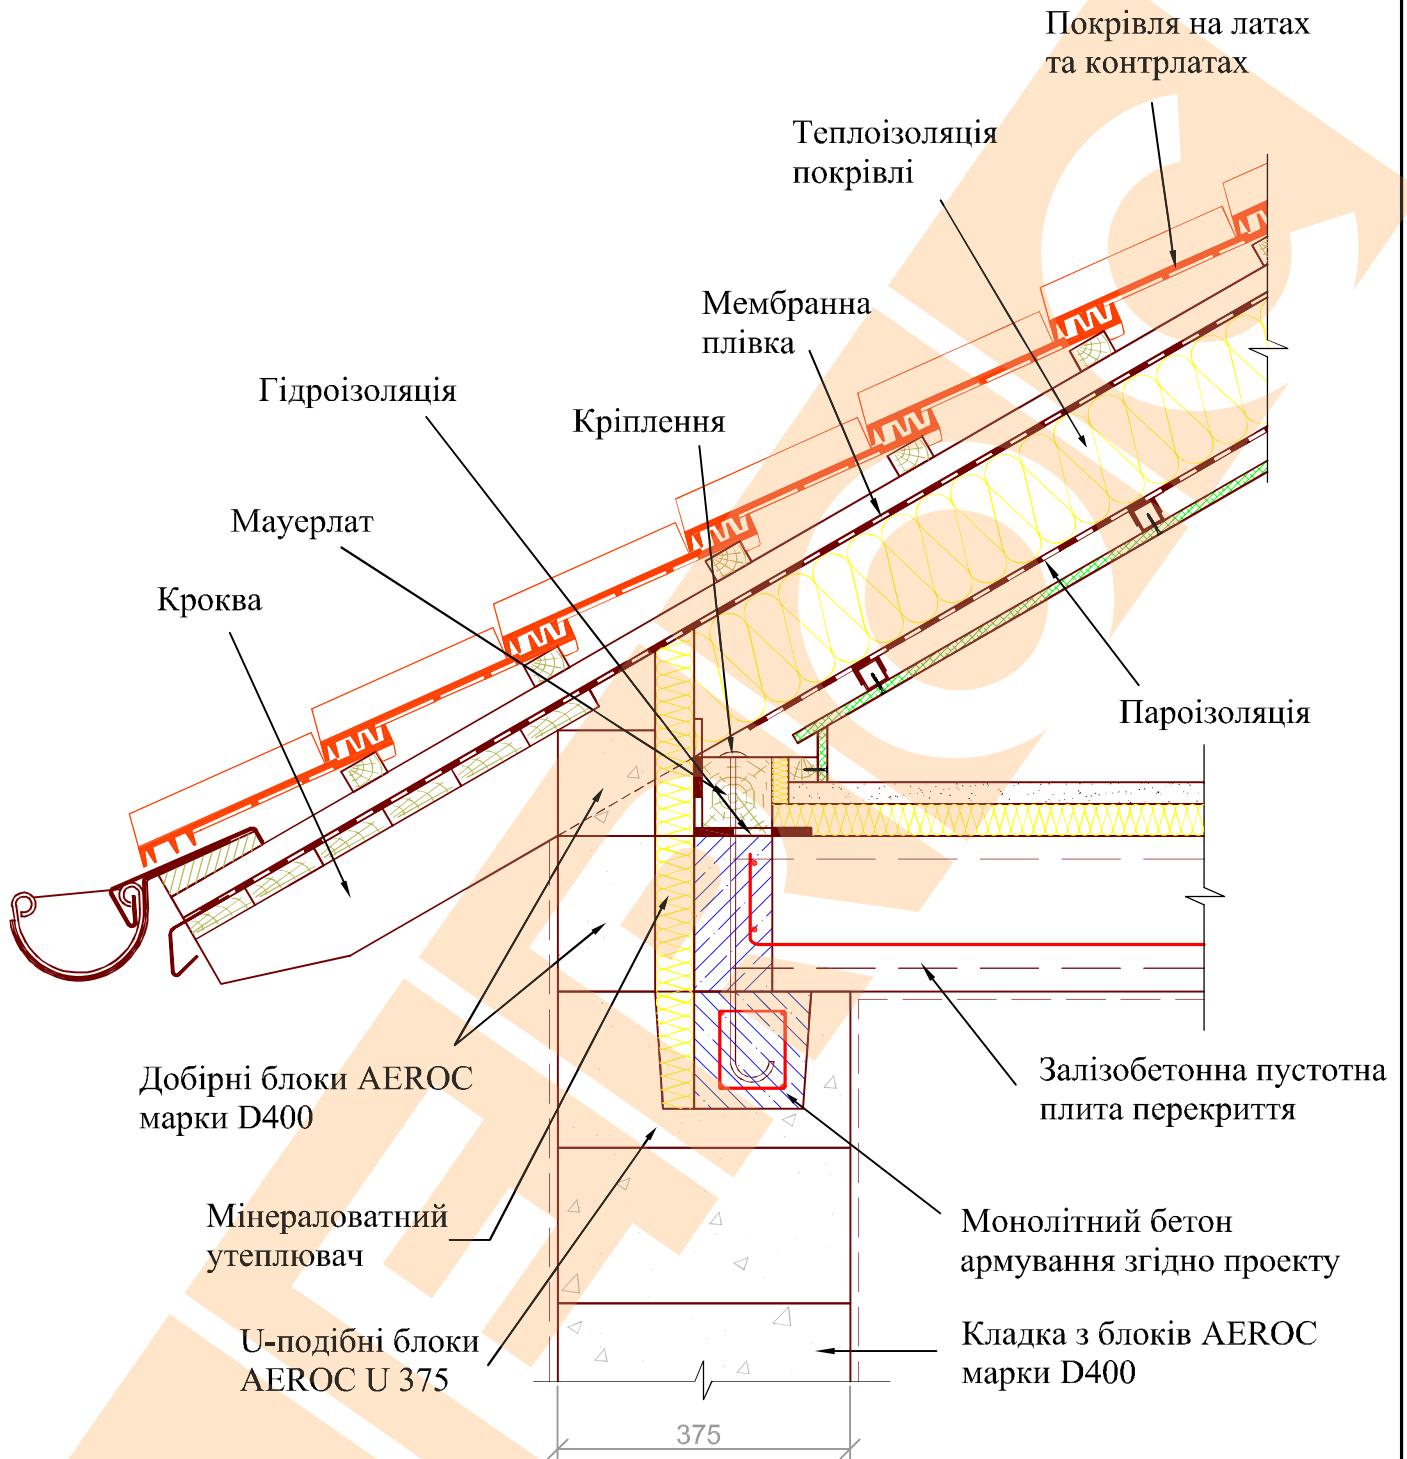 Покрівля на латах
та контрлатах
Теплоізоляція
покрівлі
Мембранна
плівка
Гідроізоляція
Кріплення
Мауерлат
Кроква
Пароізоляція
Добірні блоки AEROC
марки D400
Залізобетонна пустотна
плита перекриття
Мінераловатний
утеплювач
Монолітний бетон
армування згідно проекту
U-подібні блоки
AEROC U 375
Кладка з блоків AEROC
марки D400
375
AEROC